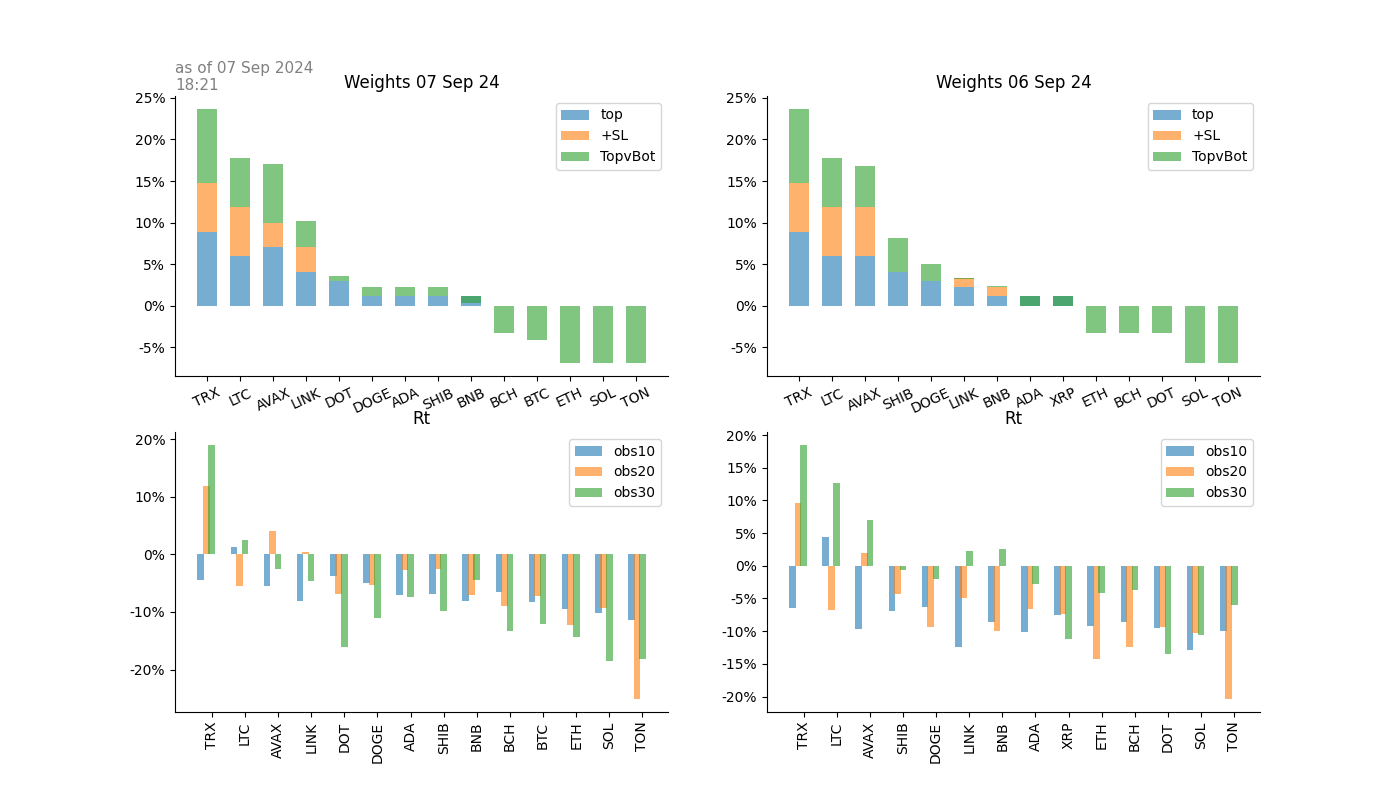 as of 07 Sep 2024
18:21
Weights 07 Sep 24
25%
20%
15%
10%
5%
0%
-5%
top
+SL
TopvBot
TRX LTC AVAX LINK DOT DOGE ADA SHIB BNB BCH BTC ETH SOL TON
Weights 06 Sep 24
25%
20%
15%
10%
5%
0%
-5%
top
+SL
TopvBot
TRX LTC AVAX SHIB DOGE LINK BNB ADA XRP ETH BCH DOT SOL TON
Rt
20%
10%
0%
-10%
-20%
obs10
obs20
obs30
TRX LTC AVAX LINK DOT DOGE ADA SHIB BNB BCH BTC ETH SOL TON
Rt
20%
15%
10%
5%
0%
-5%
-10%
-15%
-20%
obs10
obs20
obs30
TRX LTC AVAX SHIB DOGE LINK BNB ADA XRP ETH BCH DOT SOL TON